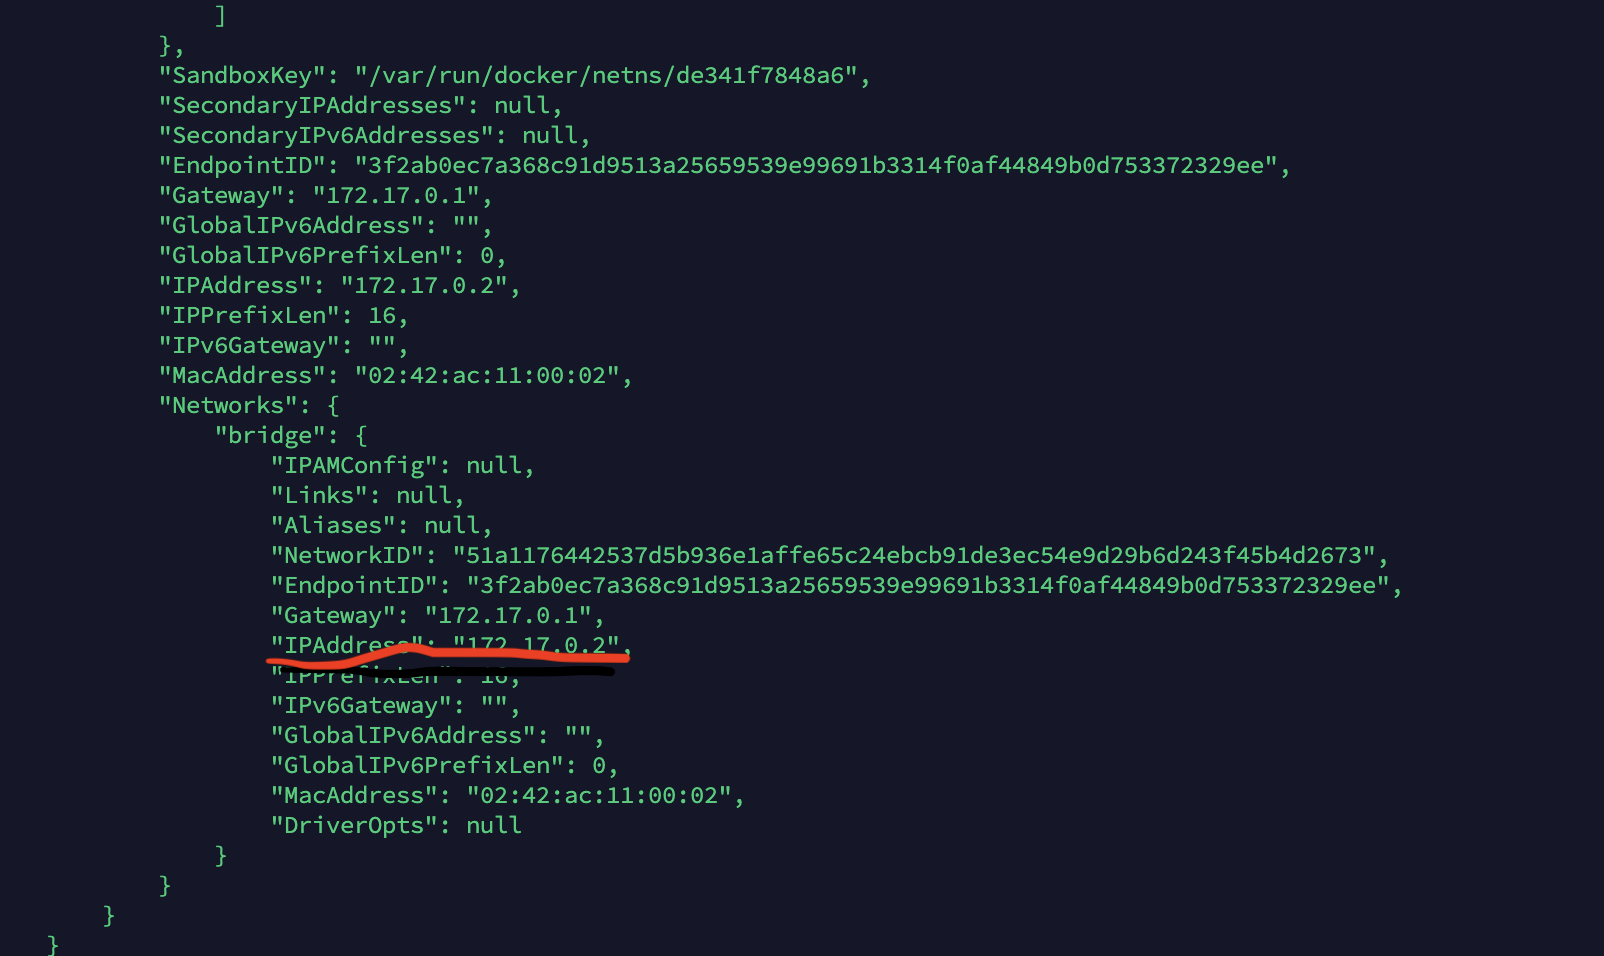 ]
},
"SandboxKey": "/var/run/docker/netns/de341f7848a6",
"SecondaryIPAddresses": null,
"SecondaryIPv6Addresses": null,
"EndpointID": "3f2ab0ec7a368c91d9513a25659539e99691b3314f0af44849b0d753372329ee",
"Gateway": "172.17.0.1",
"GlobalIPv6Address": "",
"GlobalIPv6PrefixLen": 0,
"IPAddress": "172.17.0.2",
"IPPrefixLen": 16,
"IPv6Gateway": "",
"MacAddress": "02:42:ac:11:00:02",
"Networks": {
"bridge": {
"IPAMConfig": null,
"Links": null,
"Aliases": null,
"NetworkID": "51a1176442537d5b936e1affe65c24ebcb91de3ec54e9d29b6d243f45b4d2673",
"EndpointID": "3f2ab0ec7a368c91d9513a25659539e99691b3314f0af44849b0d753372329ee",
"Gateway": "172.17.0.1",
"IPAddress": "172.17.0.2",
"IPPrefixLen": 16,
"IPv6Gateway": "",
"GlobalIPv6Address": "",
"GlobalIPv6PrefixLen": 0,
"MacAddress": "02:42:ac:11:00:02",
"DriverOpts": null
}
}
}
}